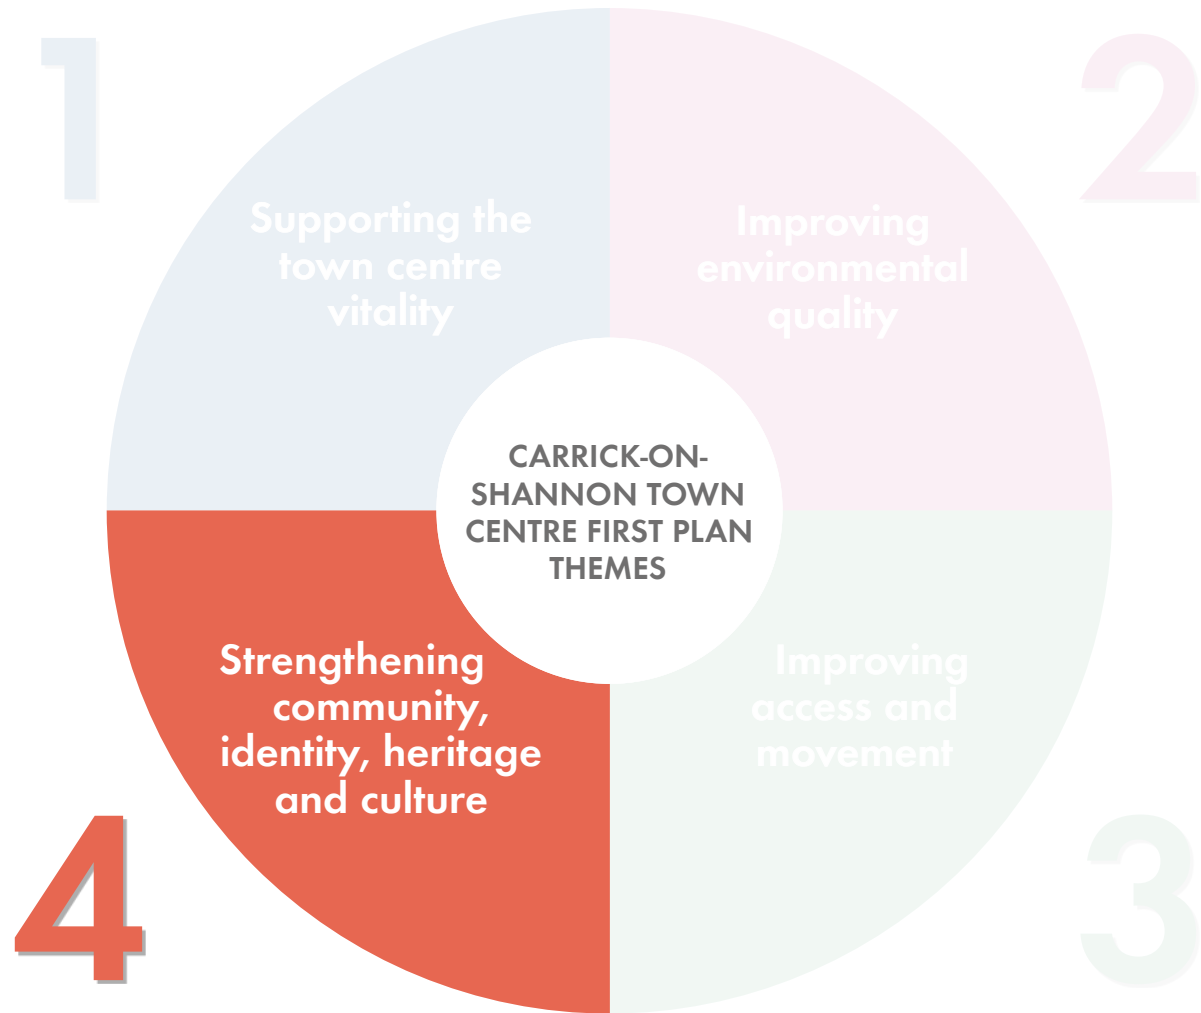 1
Supporting the
town centre
vitality
2
Improving
environmental
quality
CARRICK-ON-
SHANNON TOWN
CENTRE FIRST PLAN
THEMES
Improving
access and
movement
3
Strengthening
community,
identity, heritage
and culture
4